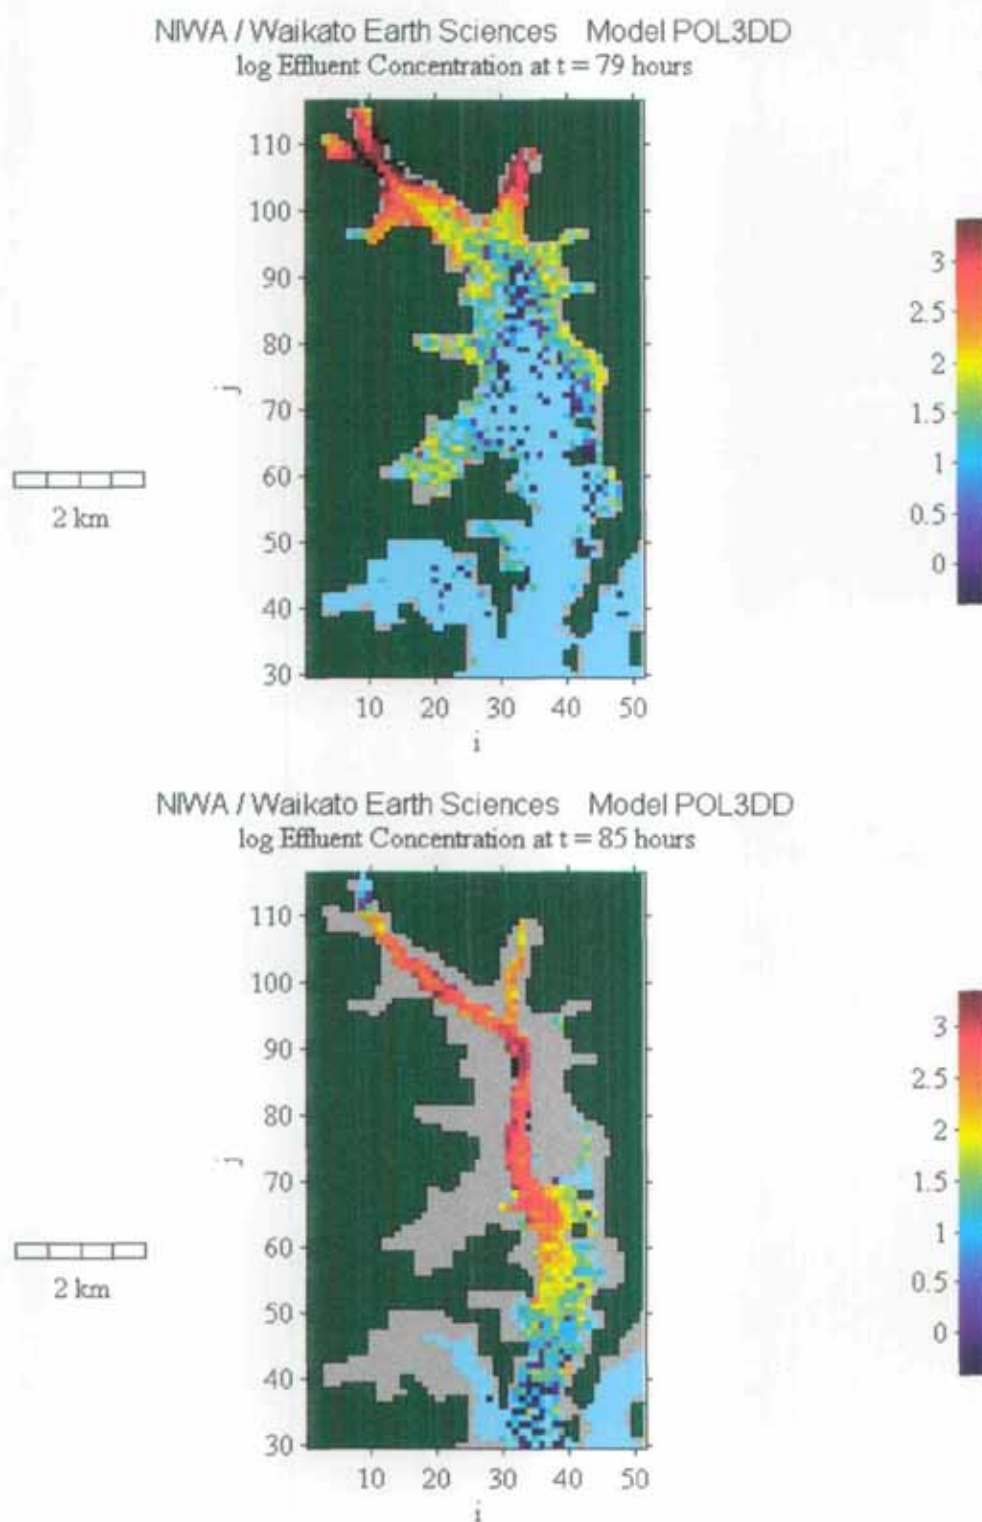 NIWA / Waikato Earth Sciences Model POL3DD
log Effluent Concentration at t = 79 hours
110
100
90
80
70
60
50
40
30
j
10 20 30 40 50
i
2 km
3
2.5
2
1.5
1
0.5
0
NIWA / Waikato Earth Sciences Model POL3DD
log Effluent Concentration at t = 85 hours
110
100
90
80
70
60
50
40
30
j
10 20 30 40 50
i
2 km
3
2.5
2
1.5
1
0.5
0